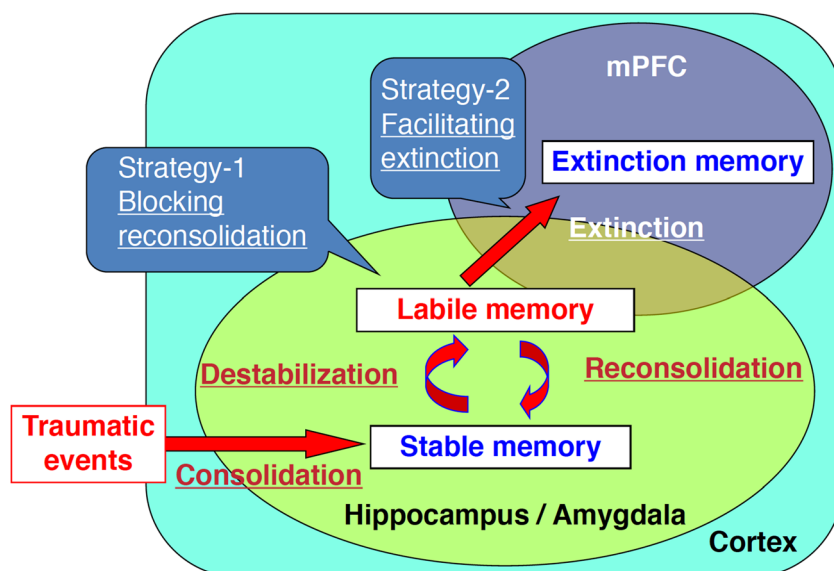 mPFC
Strategy-2
Facilitating
extinction
Extinction memory
Strategy-1
Blocking
reconsolidation
Extinction
Labile memory
Destabilization
Reconsolidation
Traumatic
events
Stable memory
Consolidation
Hippocampus / Amygdala
Cortex